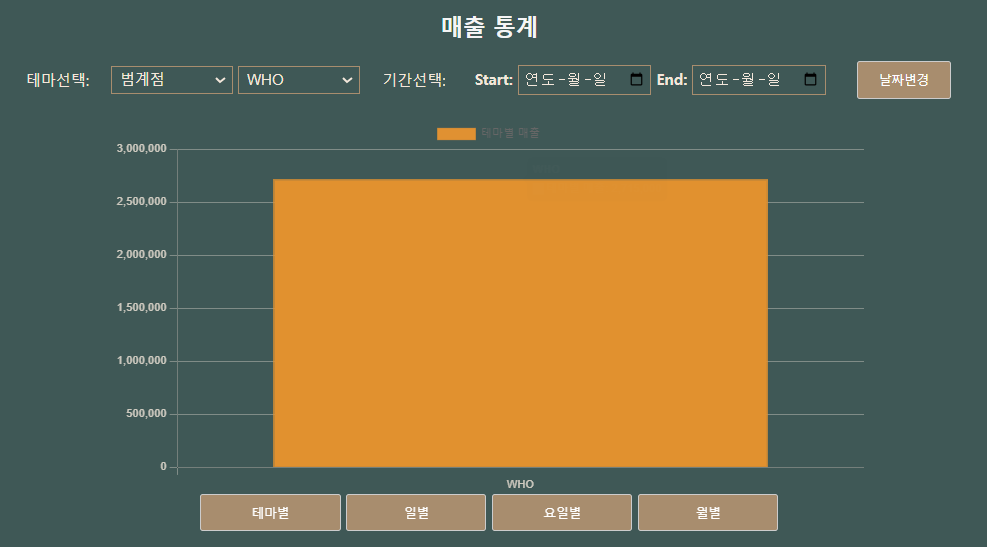 매출 통계
테마선택: 범계점 WHO 기간선택: Start: 연도-월-일 End: 연도-월-일 날짜변경
테마별 매출
3,000,000
2,500,000
2,000,000
1,500,000
1,000,000
500,000
0
WHO
테마별 일별 요일별 월별